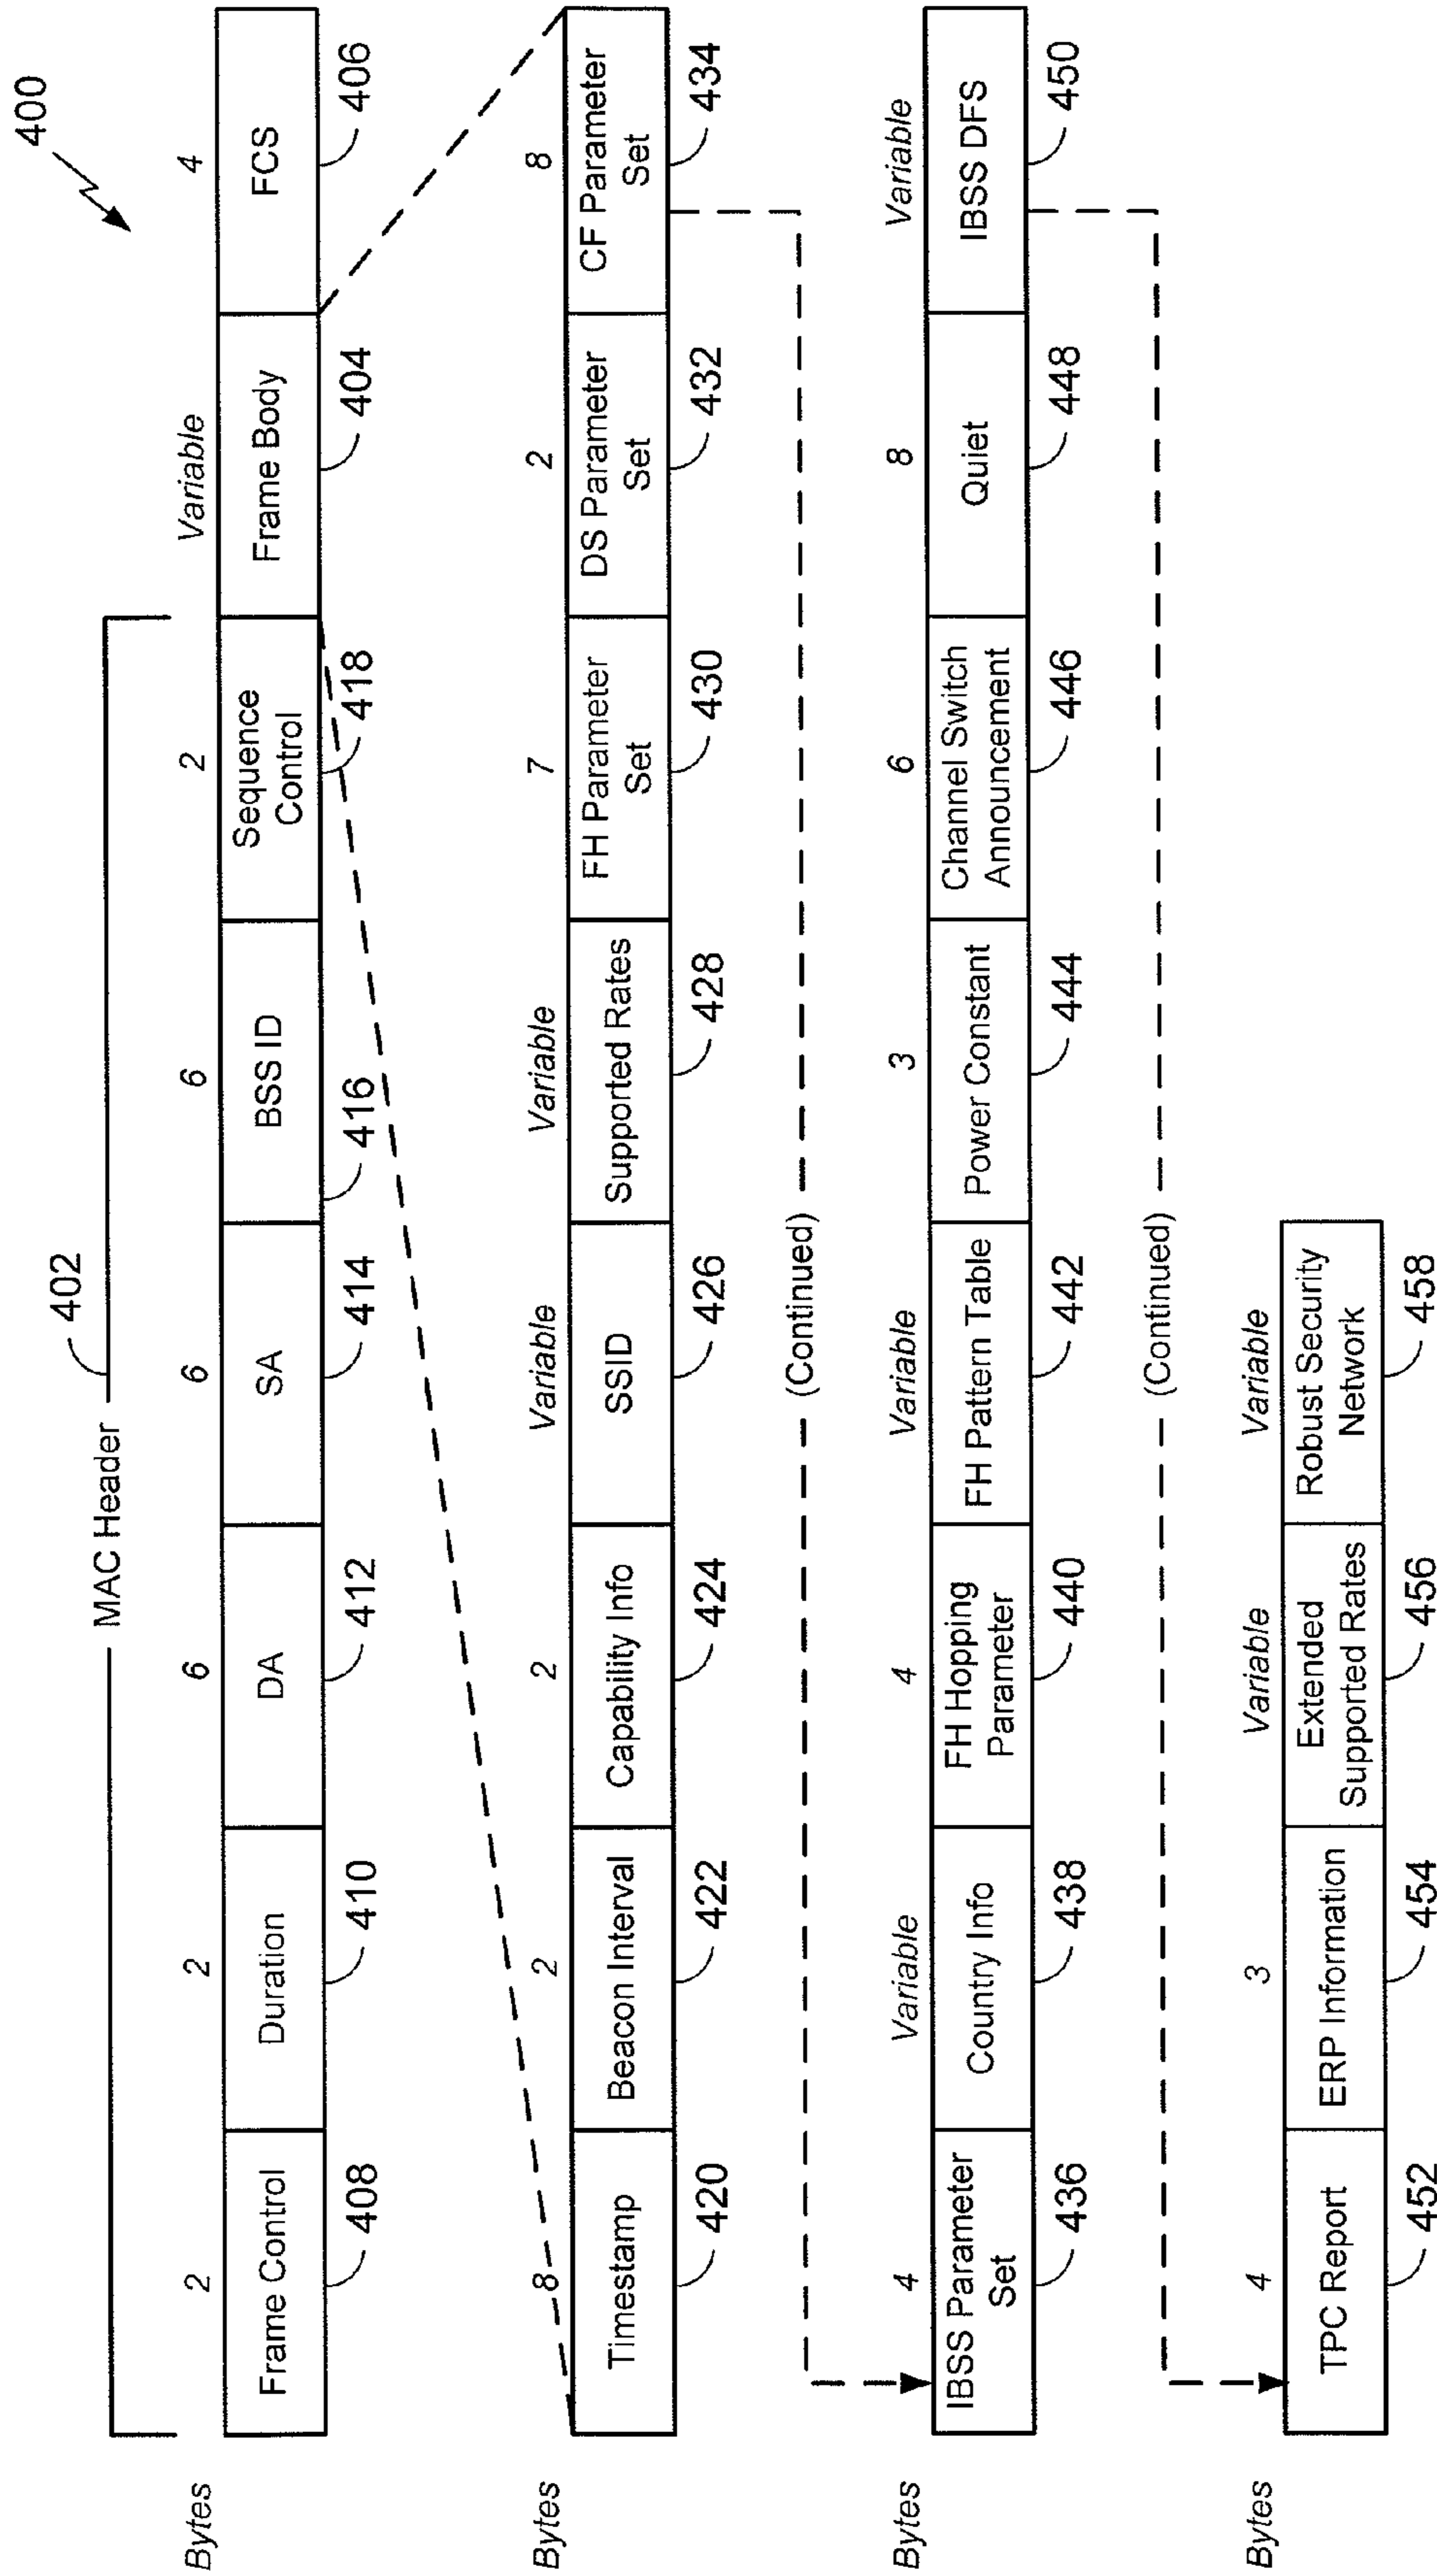 400
402
MAC Header
Bytes
2
2
6
6
6
2
Variable
4
Frame Control
Duration
DA
SA
BSS ID
Sequence
Control
Frame Body
FCS
408
410
412
414
416
418
404
406
Bytes
8
2
2
Variable
Variable
7
2
8
Timestamp
Beacon Interval
Capability Info
SSID
Supported Rates
FH Parameter
Set
DS Parameter
Set
CF Parameter
Set
420
422
424
426
428
430
432
434
(Continued)
Bytes
4
Variable
4
Variable
3
6
8
Variable
IBSS Parameter
Set
Country Info
FH Hopping
Parameter
FH Pattern Table
Power Constant
Channel Switch
Announcement
Quiet
IBSS DFS
436
438
440
442
444
446
448
450
(Continued)
Bytes
4
3
Variable
Variable
TPC Report
ERP Information
Extended
Supported Rates
Robust Security
Network
452
454
456
458